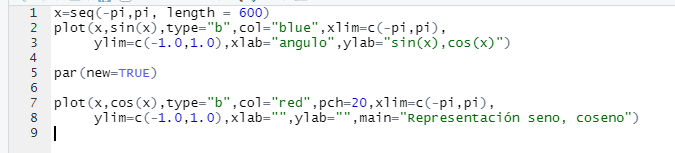 1 x=seq(-pi,pi, length = 600)
2 plot(x,sin(x),type="b",col="blue",xlim=c(-pi,pi),
3 ylim=c(-1.0,1.0),xlab="angulo",ylab="sin(x),cos(x)")
4
5 par(new=TRUE)
6
7 plot(x,cos(x),type="b",col="red",pch=20,xlim=c(-pi,pi),
8 ylim=c(-1.0,1.0),xlab="",ylab="",main="Representación seno, coseno")
9